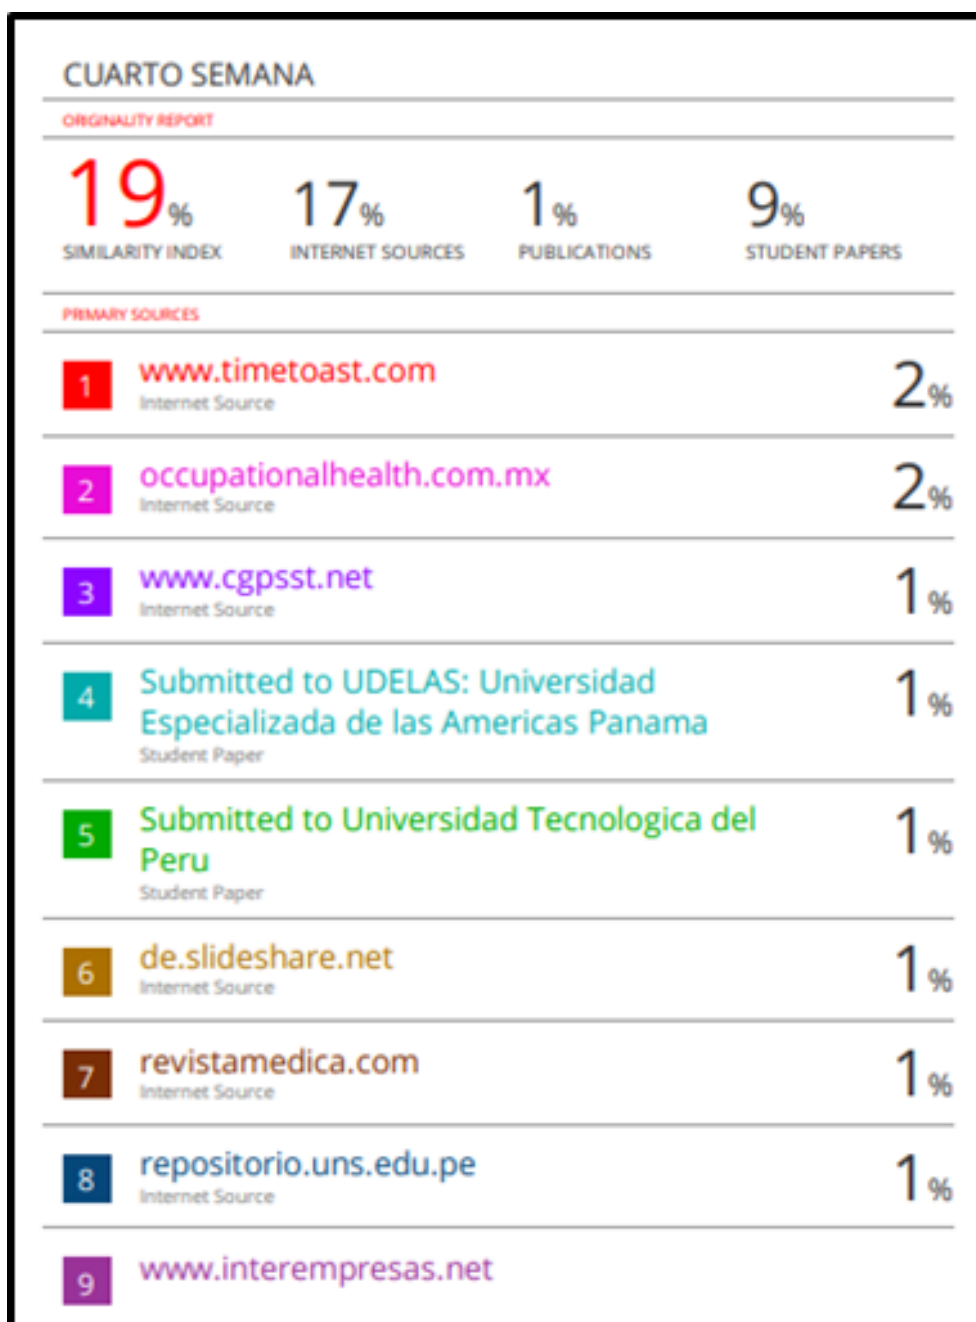 CUARTO SEMANA
ORIGINALITY REPORT
19% 17% 1% 9%
SIMILARITY INDEX INTERNET SOURCES PUBLICATIONS STUDENT PAPERS
PRIMARY SOURCES
1 www.timetoast.com 2%
Internet Source
2 occupationalhealth.com.mx 2%
Internet Source
3 www.cgpsst.net 1%
Internet Source
4 Submitted to UDELAS: Universidad 1%
Especializada de las Americas Panama
Student Paper
5 Submitted to Universidad Tecnologica del 1%
Peru
Student Paper
6 de.slideshare.net 1%
Internet Source
7 revistamedica.com 1%
Internet Source
8 repositorio.uns.edu.pe 1%
Internet Source
9 www.interempresas.net